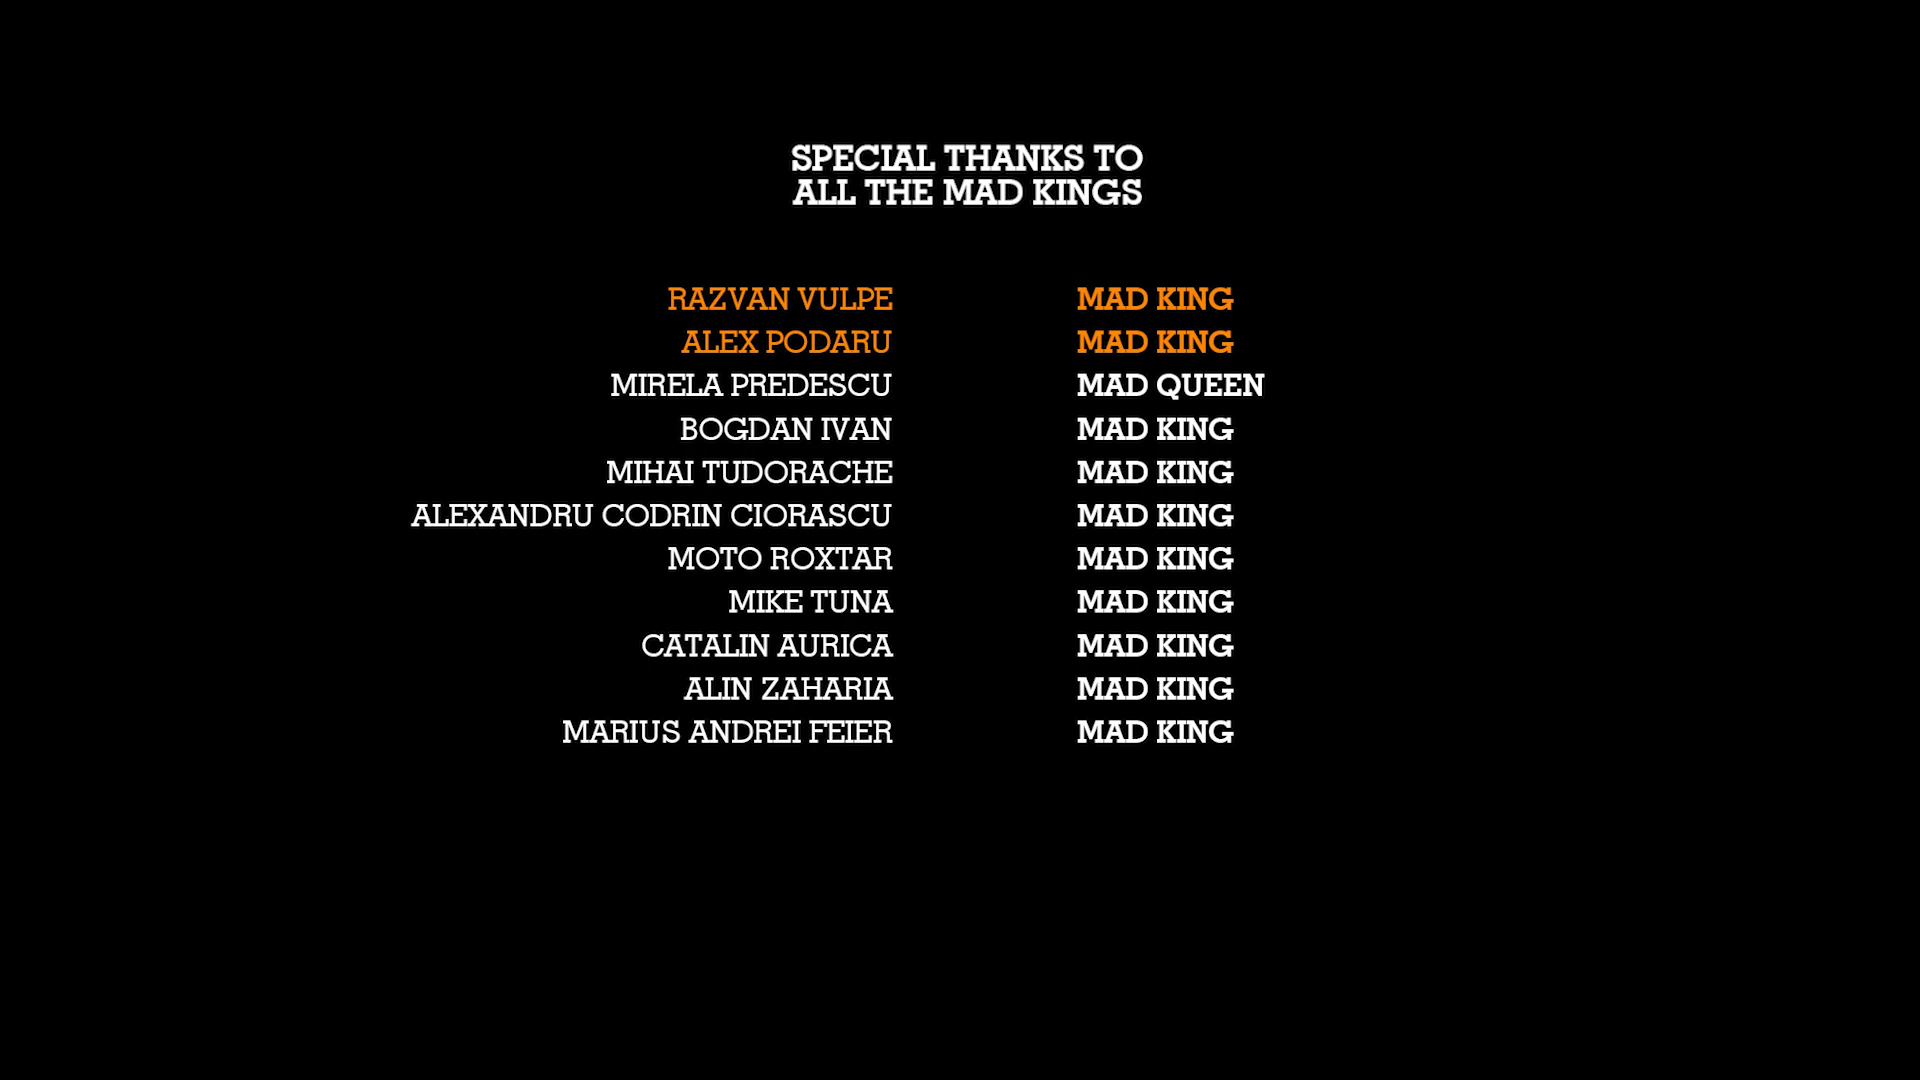 SPECIAL THANKS TO
ALL THE MAD KINGS
RAZVAN VULPE MAD KING
ALEX PODARU MAD KING
MIRELA PREDESCU MAD QUEEN
BOGDAN IVAN MAD KING
MIHAI TUDORACHE MAD KING
ALEXANDRU CODRIN CIORASCU MAD KING
MOTO ROXTAR MAD KING
MIKE TUNA MAD KING
CATALIN AURICA MAD KING
ALIN ZAHARIA MAD KING
MARIUS ANDREI FEIER MAD KING